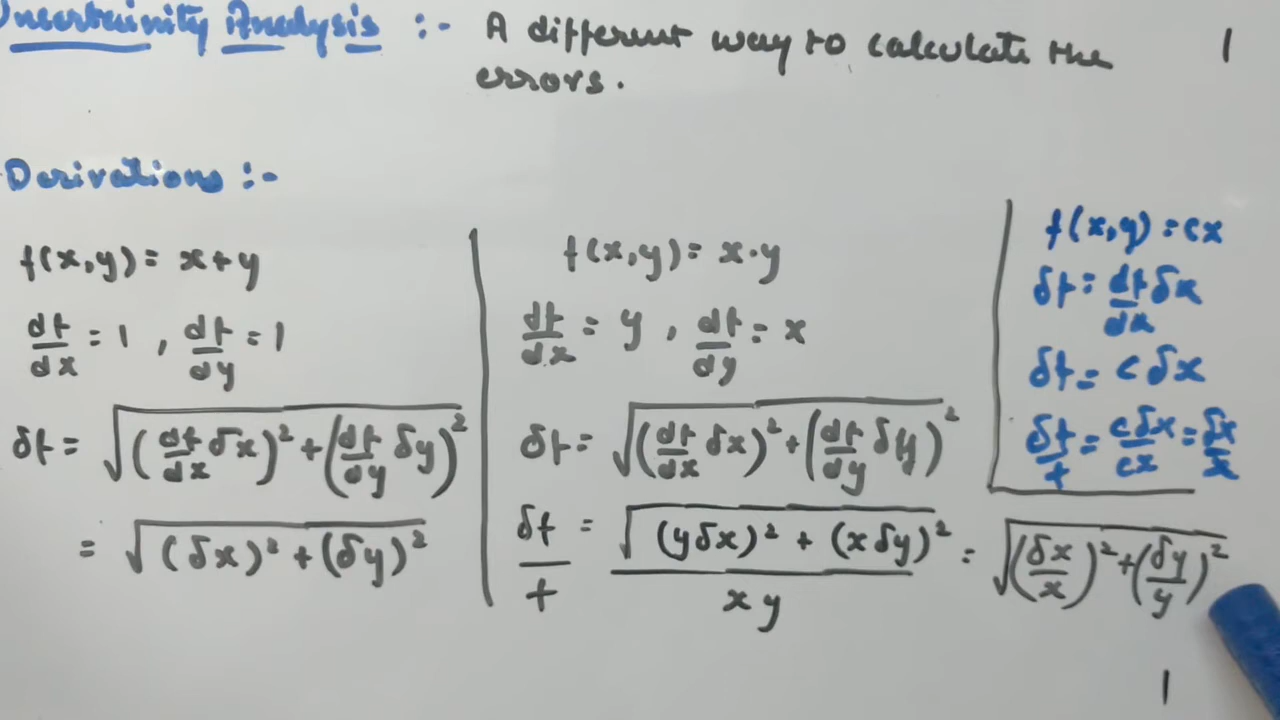 Uncertainity Analysis :- A different way to calculate the 1
errors.
Derivations :-
f(x,y) = x+y
df/dx = 1 , df/dy = 1
δf = √((df/dx δx)² + (df/dy δy)²)
= √((δx)² + (δy)²)
f(x,y) = x·y
df/dx = y , df/dy = x
δf = √((df/dx δx)² + (df/dy δy)²)
δf/f = √((yδx)² + (xδy)²)/xy = √((δx/x)² + (δy/y)²)
f(x,y) = cx
δf = df/dx δx
δf = c δx
δf/f = cδx/cx = δx/x
1